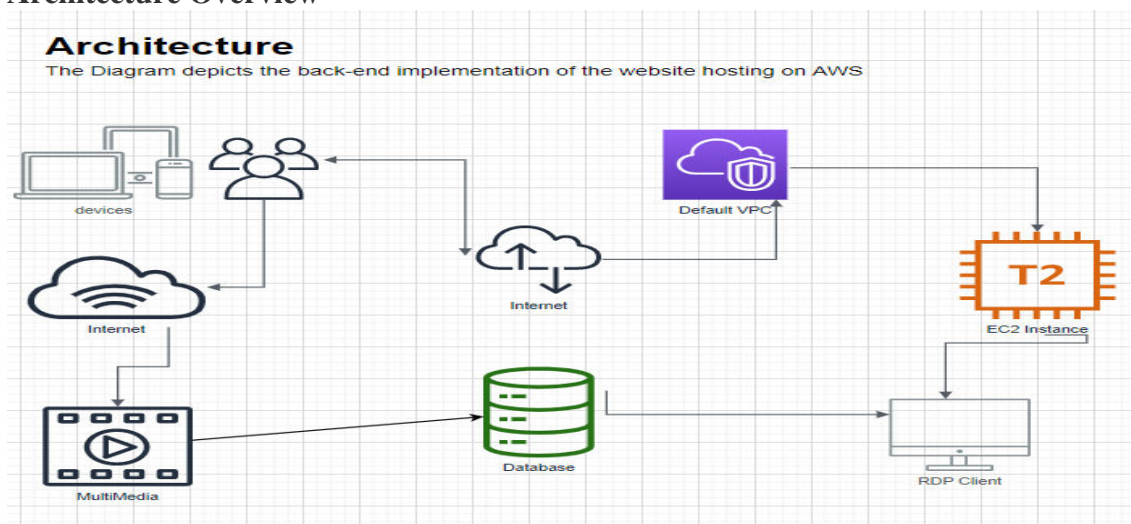 Architecture Overview
Architecture
The Diagram depicts the back-end implementation of the website hosting on AWS
devices
Default VPC
T2
Internet
Internet
EC2 Instance
Database
RDP Client
MultiMedia